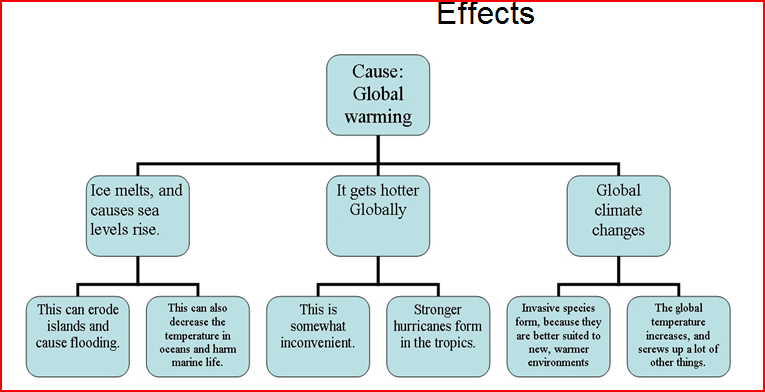 Effects
Cause:
Global
warming
Ice melts, and
causes sea
levels rise.
It gets hotter
Globally
Global
climate
changes
This can erode
islands and
cause flooding.
This can also
decrease the
temperature in
oceans and harm
marine life.
This is
somewhat
inconvenient.
Stronger
hurricanes form
in the tropics.
Invasive species
form, because they
are better suited to
new, warmer
environments
The global
temperature
increases, and
screws up a lot of
other things.